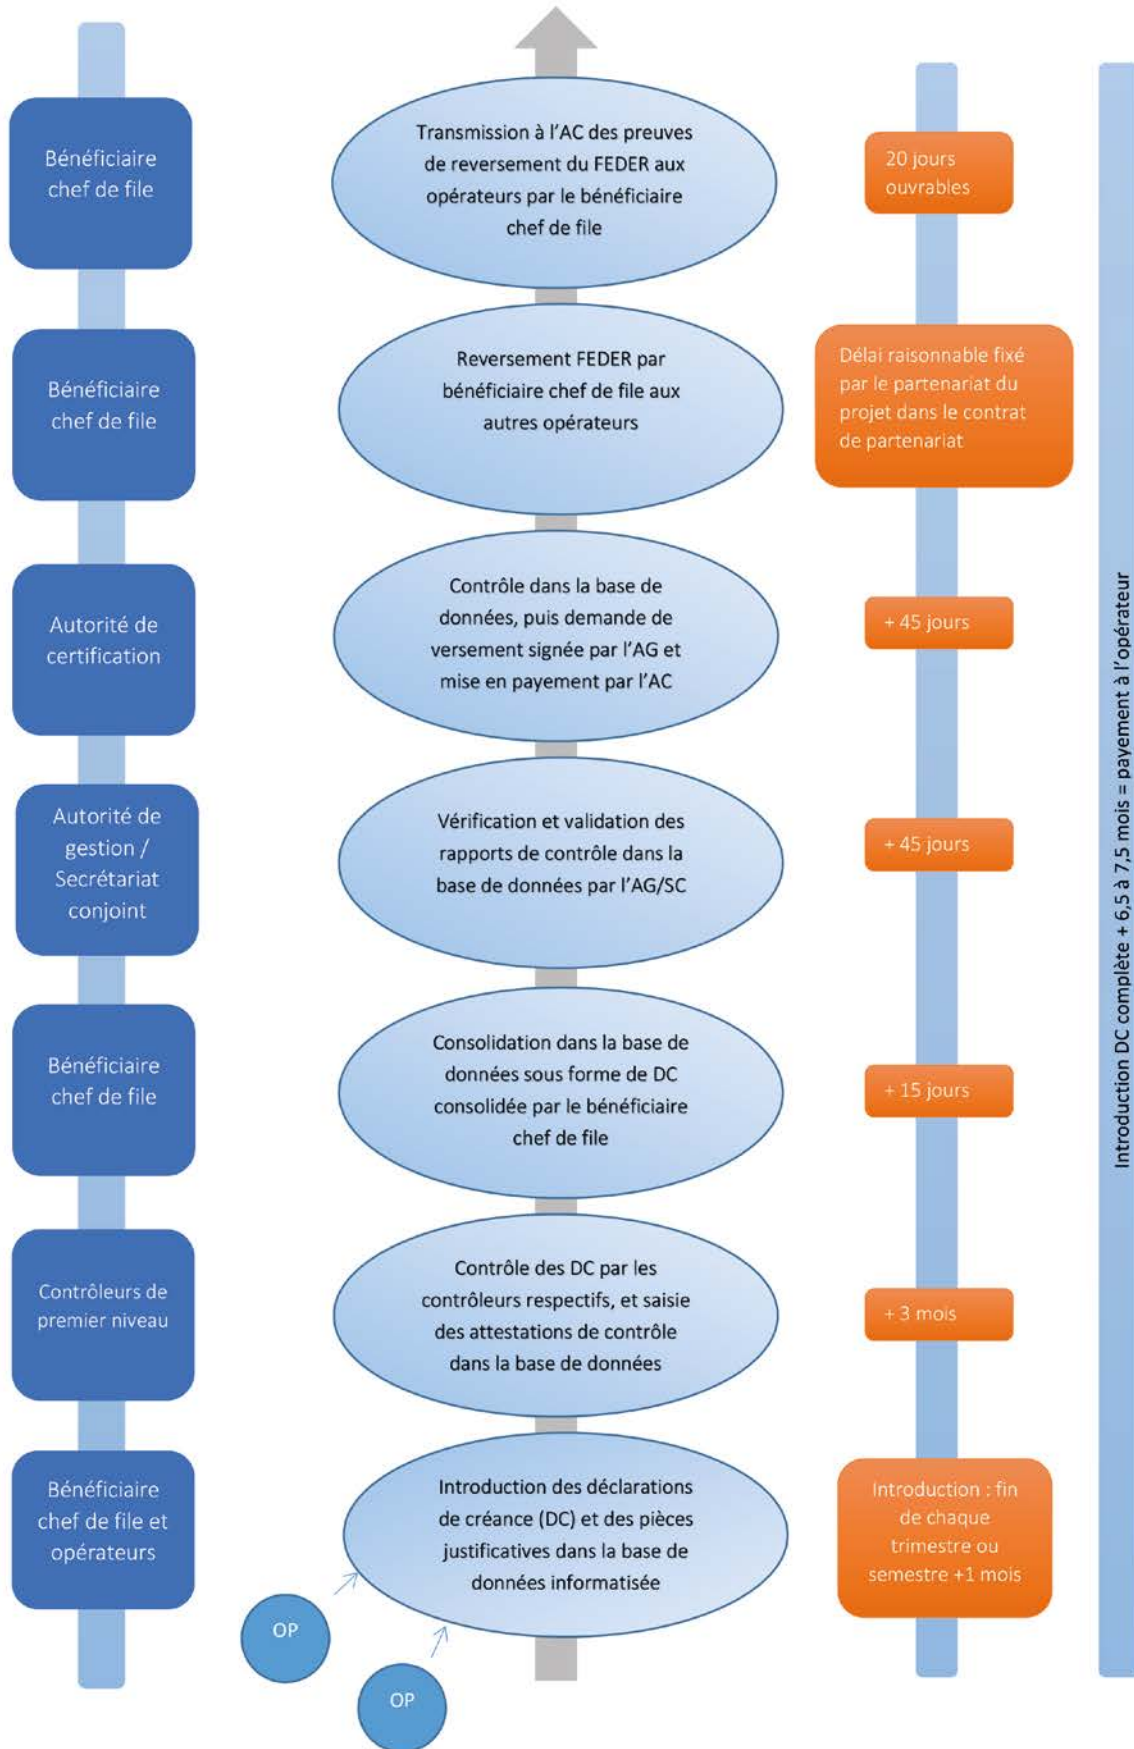 Bénéficiaire
chef de file
Transmission à l'AC des preuves
de reversement du FEDER aux
opérateurs par le bénéficiaire
chef de file
20 jours
ouvrables
Bénéficiaire
chef de file
Reversement FEDER par
bénéficiaire chef de file aux
autres opérateurs
Délai raisonnable fixé
par le partenariat du
projet dans le contrat
de partenariat
Autorité de
certification
Contrôle dans la base de
données, puis demande de
versement signée par l'AG et
mise en payement par l'AC
+ 45 jours
Autorité de
gestion /
Secrétariat
conjoint
Vérification et validation des
rapports de contrôle dans la
base de données par l'AG/SC
+ 45 jours
Bénéficiaire
chef de file
Consolidation dans la base de
données sous forme de DC
consolidée par le bénéficiaire
chef de file
+ 15 jours
Contrôleurs de
premier niveau
Contrôle des DC par les
contrôleurs respectifs, et saisie
des attestations de contrôle
dans la base de données
+ 3 mois
Bénéficiaire
chef de file et
opérateurs
Introduction des déclarations
de créance (DC) et des pièces
justificatives dans la base de
données informatisée
Introduction : fin
de chaque
trimestre ou
semestre +1 mois
OP
OP
Introduction DC complète + 6,5 à 7,5 mois = payement à l'opérateur